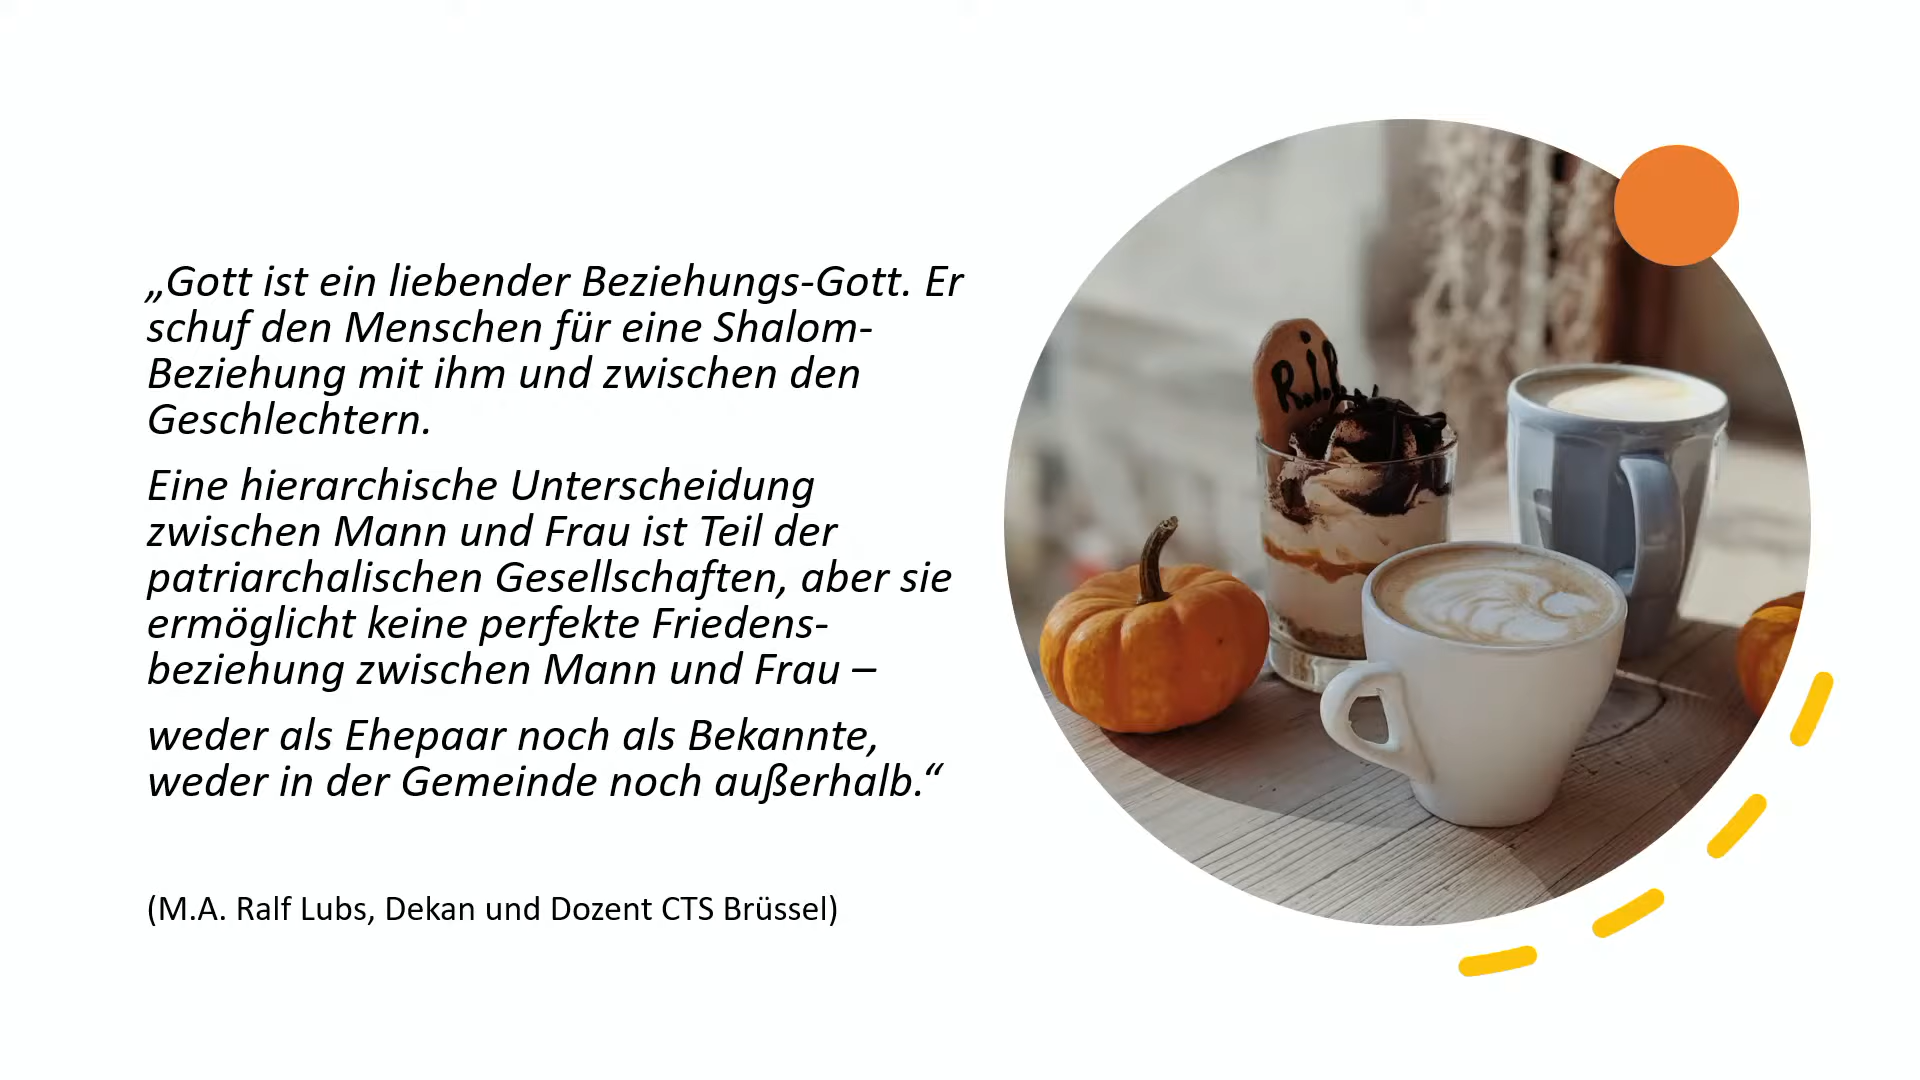 „Gott ist ein liebender Beziehungs-Gott. Er
schuf den Menschen für eine Shalom-
Beziehung mit ihm und zwischen den
Geschlechtern.
Eine hierarchische Unterscheidung
zwischen Mann und Frau ist Teil der
patriarchalischen Gesellschaften, aber sie
ermöglicht keine perfekte Friedens-
beziehung zwischen Mann und Frau –
weder als Ehepaar noch als Bekannte,
weder in der Gemeinde noch außerhalb.“
(M.A. Ralf Lubs, Dekan und Dozent CTS Brüssel)
R.i.P.